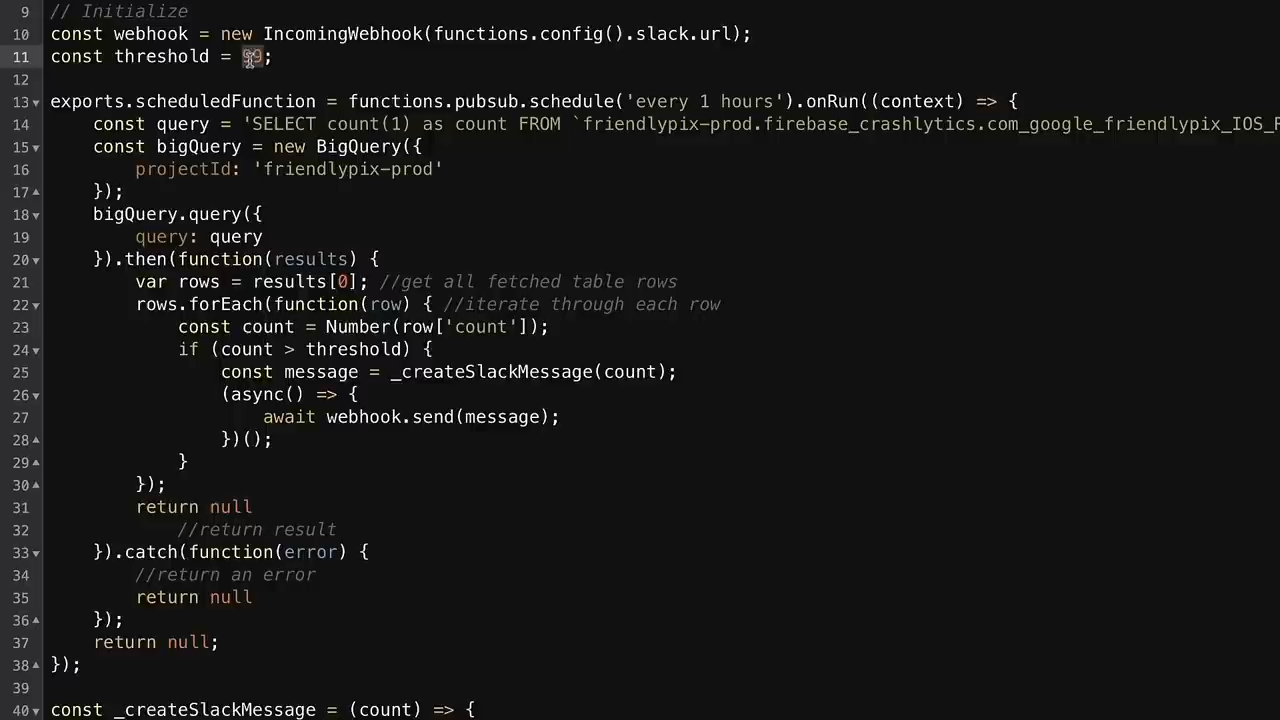 9 // Initialize
10 const webhook = new IncomingWebhook(functions.config().slack.url);
11 const threshold = 99;
12
13 exports.scheduledFunction = functions.pubsub.schedule('every 1 hours').onRun((context) => {
14 const query = 'SELECT count(1) as count FROM `friendlypix-prod.firebase_crashlytics.com_google_friendlypix_IOS_
15 const bigQuery = new BigQuery({
16 projectId: 'friendlypix-prod'
17 });
18 bigQuery.query({
19 query: query
20 }).then(function(results) {
21 var rows = results[0]; //get all fetched table rows
22 rows.forEach(function(row) { //iterate through each row
23 const count = Number(row['count']);
24 if (count > threshold) {
25 const message = _createSlackMessage(count);
26 (async() => {
27 await webhook.send(message);
28 })();
29 }
30 });
31 return null
32 //return result
33 }).catch(function(error) {
34 //return an error
35 return null
36 });
37 return null;
38 });
39
40 const _createSlackMessage = (count) => {